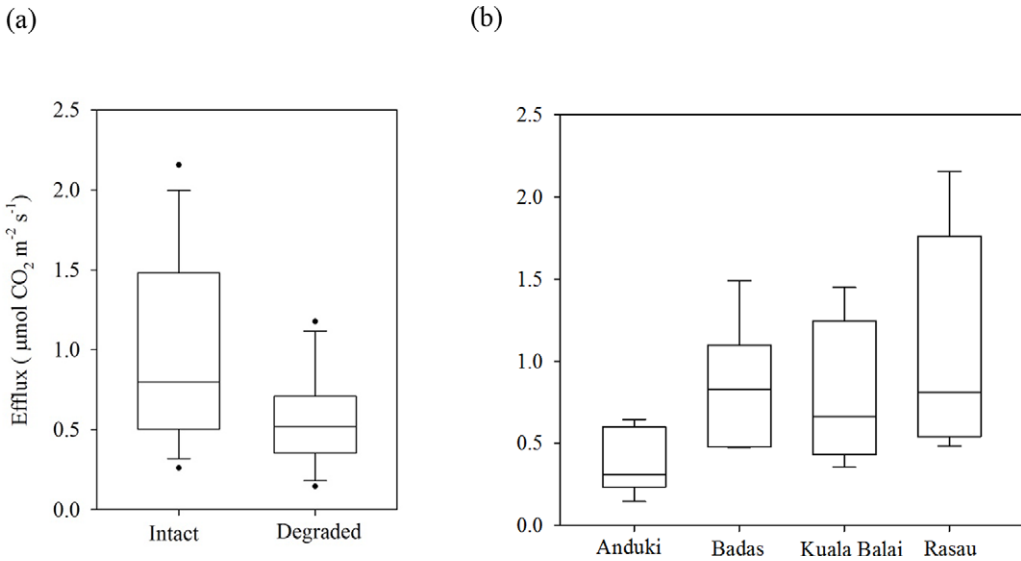 (a)
(b)
Efflux ( μmol CO₂ m⁻² s⁻¹)
2.5
2.0
1.5
1.0
0.5
0.0
Intact Degraded
2.5
2.0
1.5
1.0
0.5
0.0
Anduki Badas Kuala Balai Rasau